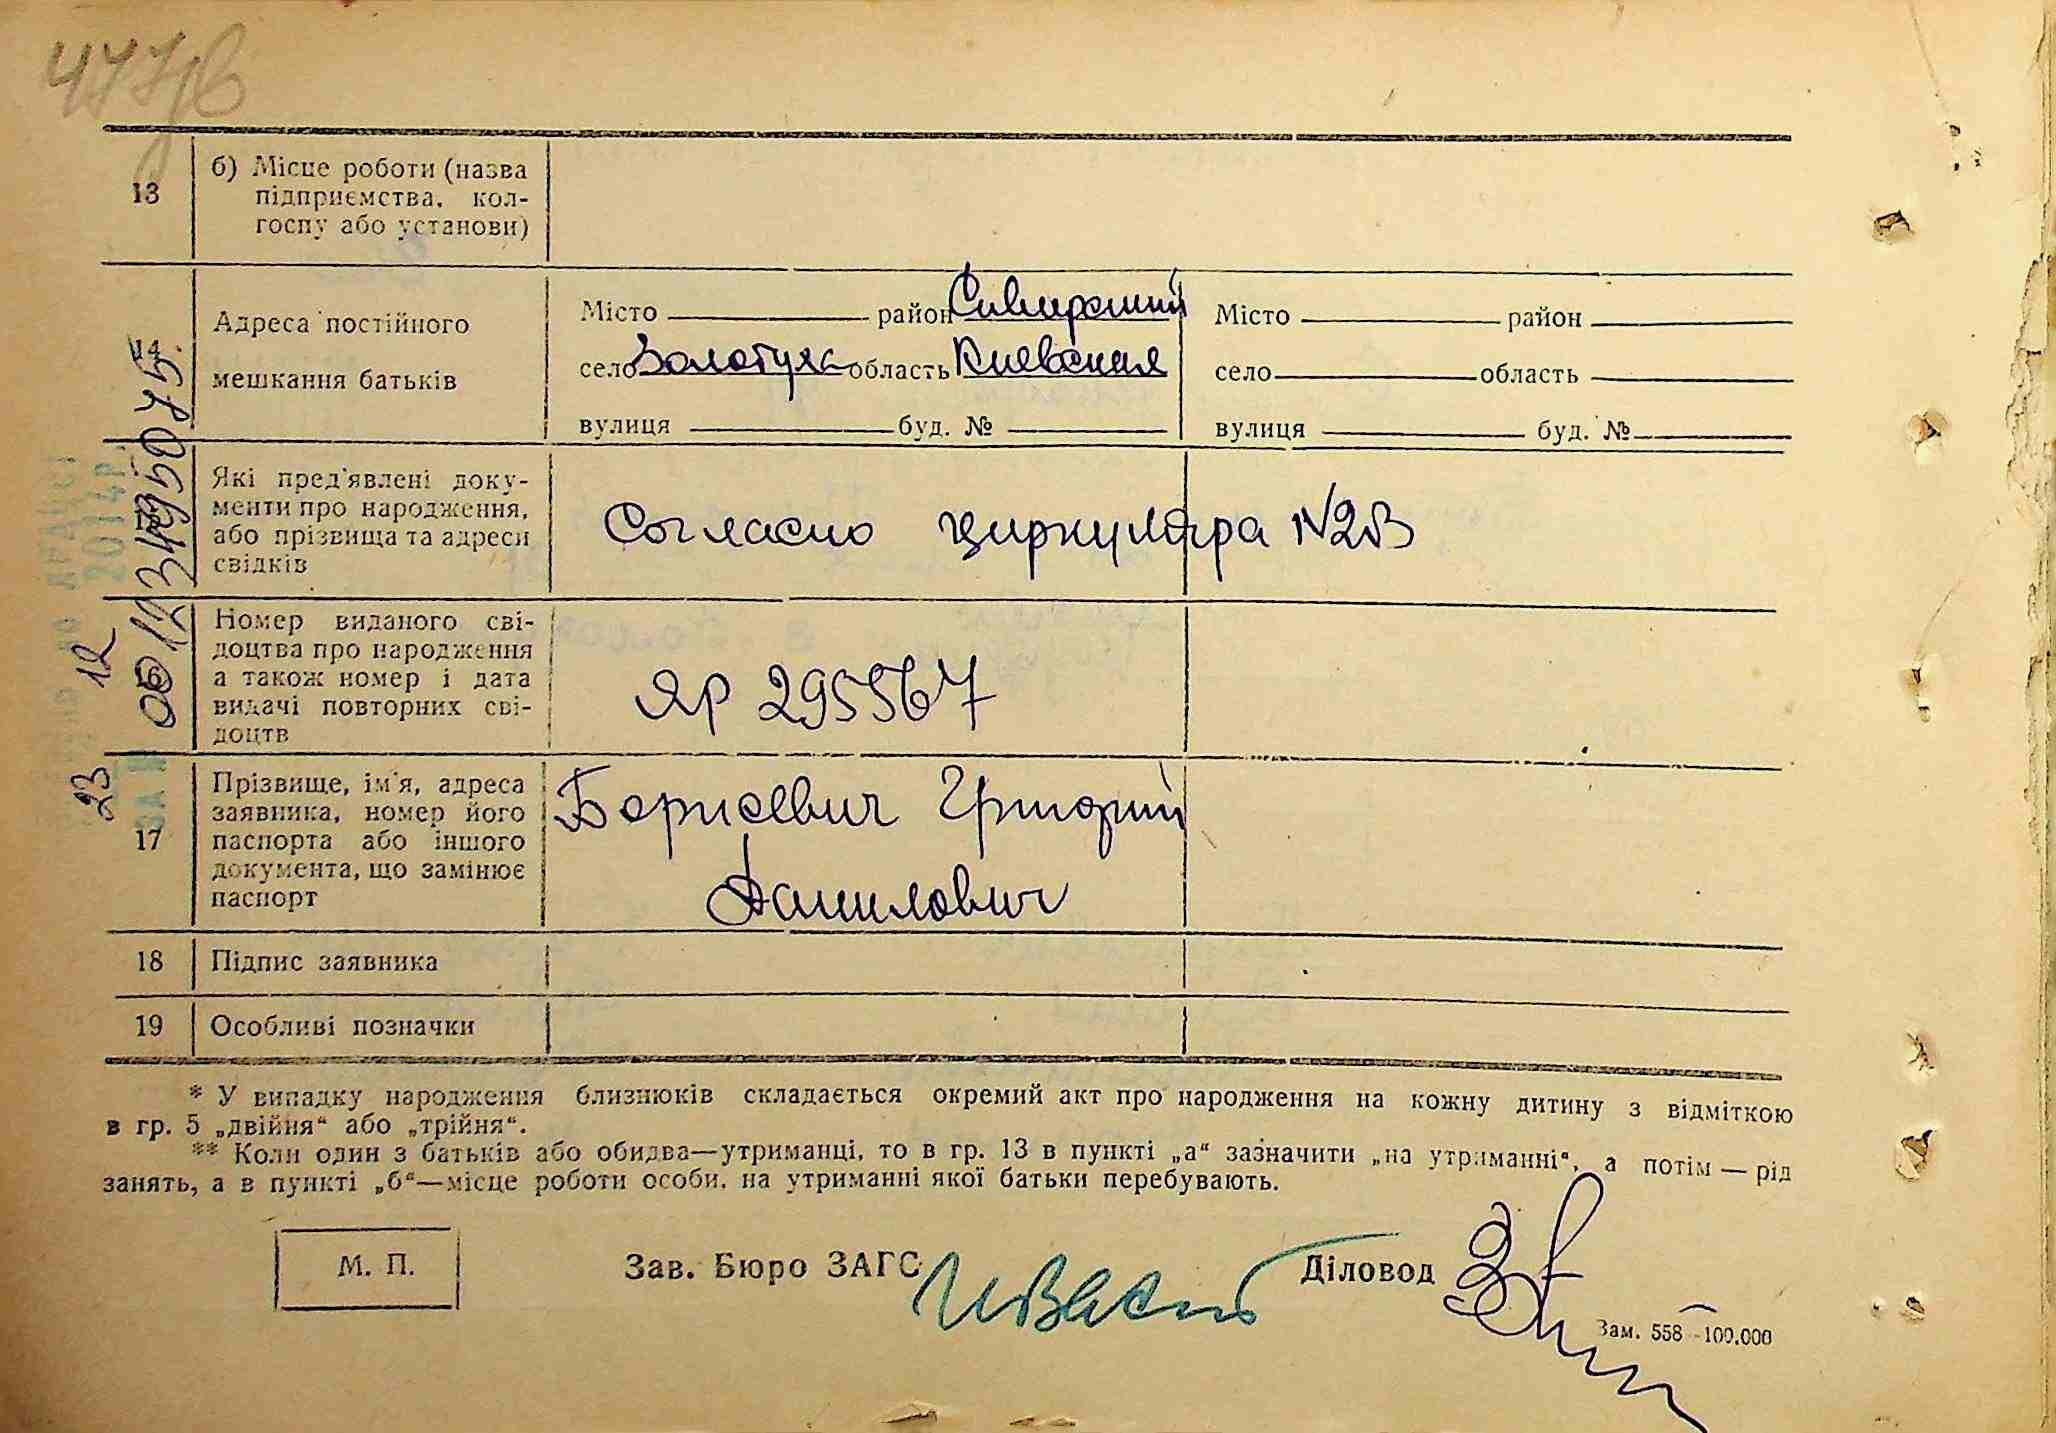 13
б) Місце роботи (назва
підприємства, кол-
госпу або установи)
14
Адреса постійного
мешкання батьків
Місто район
село Золотуха область Киевская
вулиця буд. №
Місто район
село область
вулиця буд. №
Які пред'явлені доку-
менти про народження,
або прізвища та адреси
свідків
Согласно циркуляра №
Номер виданого сві-
доцтва про народження
а також номер і дата
видачі повторних сві-
доцтв
ЯР 295567
17
Прізвище, ім'я, адреса
заявника, номер його
паспорта або іншого
документа, що замінює
паспорт
Борисевич Григорий
Данилович
18
Підпис заявника
19
Особливі позначки
* У випадку народження близнюків складається окремий акт про народження на кожну дитину з відміткою
в гр. 5 „двійня“ або „трійня“.
** Коли один з батьків або обидва—утриманці, то в гр. 13 в пункті „а“ зазначити „на утриманні“, а потім — рід
занять, а в пункті „б“—місце роботи особи, на утриманні якої батьки перебувають.
М. П.
Зав. Бюро ЗАГС
Діловод
Зам. 558—100.000